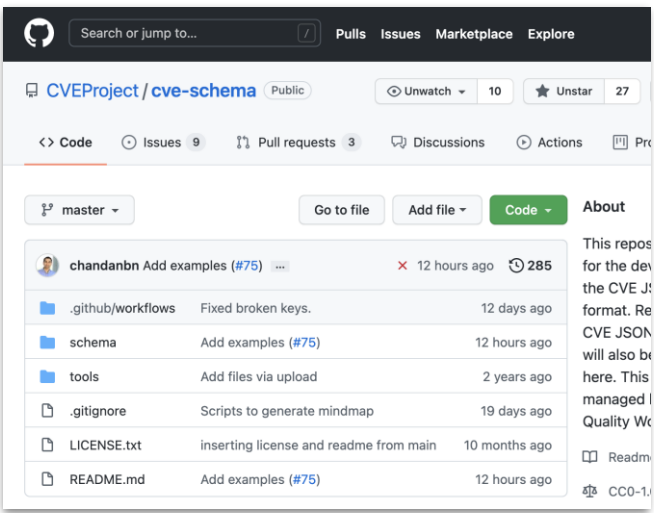 Search or jump to... /
Pulls Issues Marketplace Explore
CVEProject / cve-schema Public
Unwatch 10
Unstar 27
<> Code
Issues 9
Pull requests 3
Discussions
Actions
master
Go to file
Add file
Code
chandanbn Add examples (#75) ...
12 hours ago
285
.github/workflows Fixed broken keys. 12 days ago
schema Add examples (#75) 12 hours ago
tools Add files via upload 2 years ago
.gitignore Scripts to generate mindmap 19 days ago
LICENSE.txt inserting license and readme from main 10 months ago
README.md Add examples (#75) 12 hours ago
About
This repos
for the dev
the CVE
format. Re
CVE JSON
will also be
here. This
managed
Quality
Readm
CC0-1.